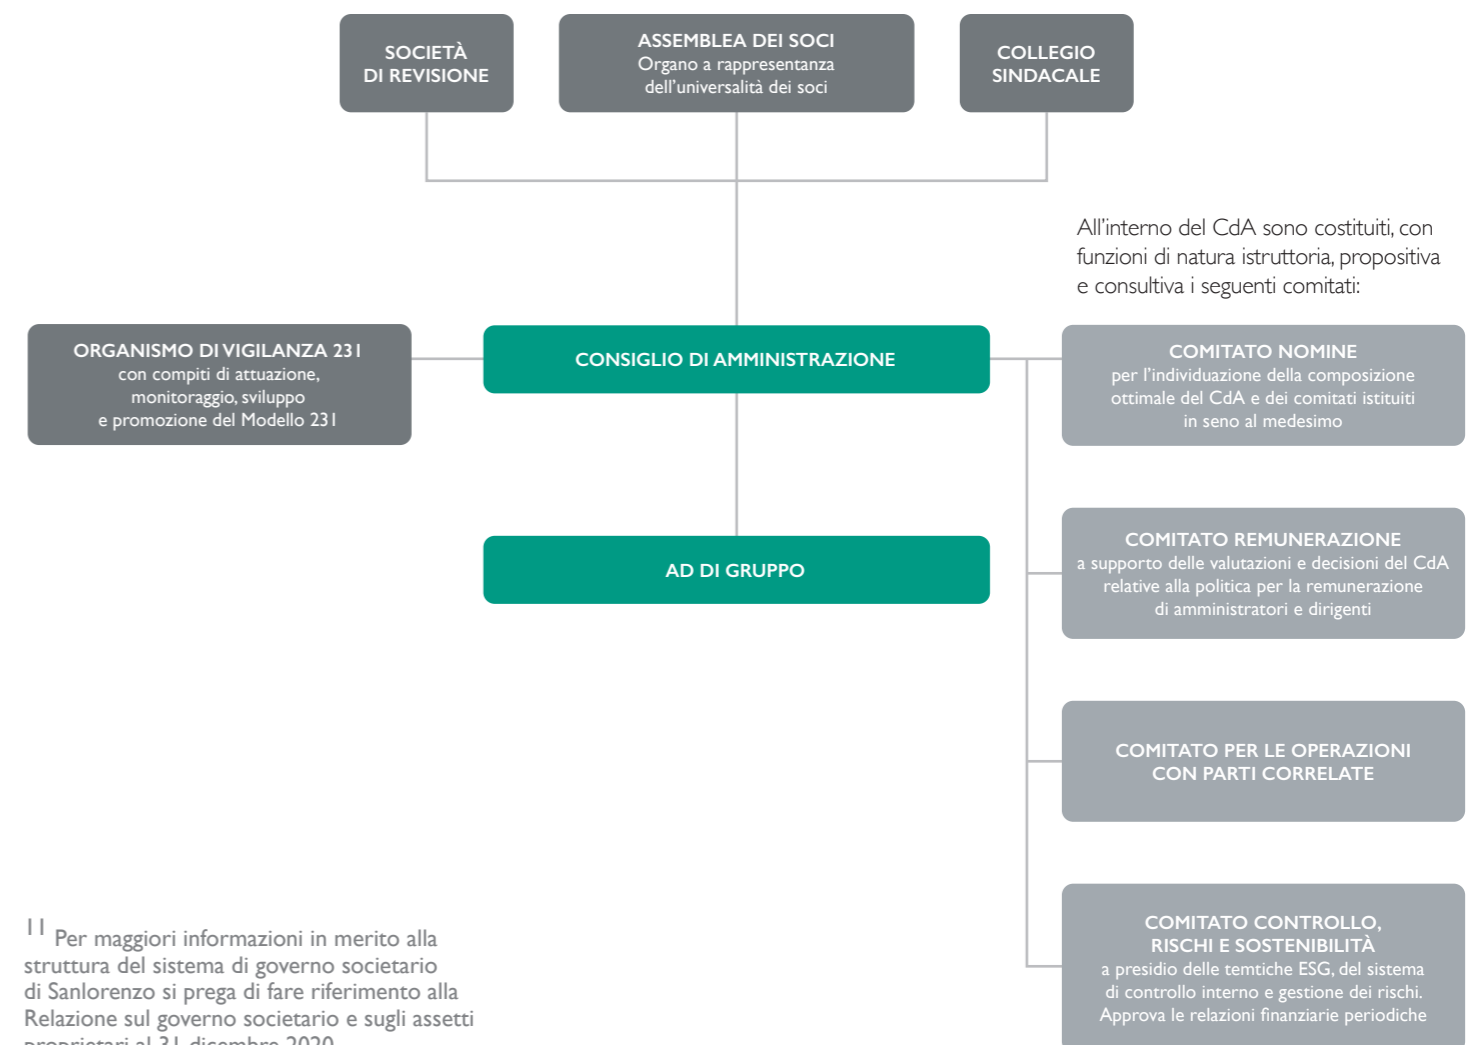 SOCIETÀ
DI REVISIONE
ASSEMBLEA DEI SOCI
Organo a rappresentanza
dell'universalità dei soci
COLLEGIO
SINDACALE
All'interno del CdA sono costituiti, con
funzioni di natura istruttoria, propositiva
e consultiva i seguenti comitati:
ORGANISMO DI VIGILANZA 231
con compiti di attuazione,
monitoraggio, sviluppo
e promozione del Modello 231
CONSIGLIO DI AMMINISTRAZIONE
COMITATO NOMINE
per l'individuazione della composizione
ottimale del CdA e dei comitati istituiti
in seno al medesimo
AD DI GRUPPO
COMITATO REMUNERAZIONE
a supporto delle valutazioni e decisioni del CdA
relative alla politica per la remunerazione
di amministratori e dirigenti
COMITATO PER LE OPERAZIONI
CON PARTI CORRELATE
COMITATO CONTROLLO,
RISCHI E SOSTENIBILITÀ
a presidio delle temtiche ESG, del sistema
di controllo interno e gestione dei rischi.
Approva le relazioni finanziarie periodiche
11 Per maggiori informazioni in merito alla
struttura del sistema di governo societario
di Sanlorenzo si prega di fare riferimento alla
Relazione sul governo societario e sugli assetti
proprietari al 31 dicembre 2020